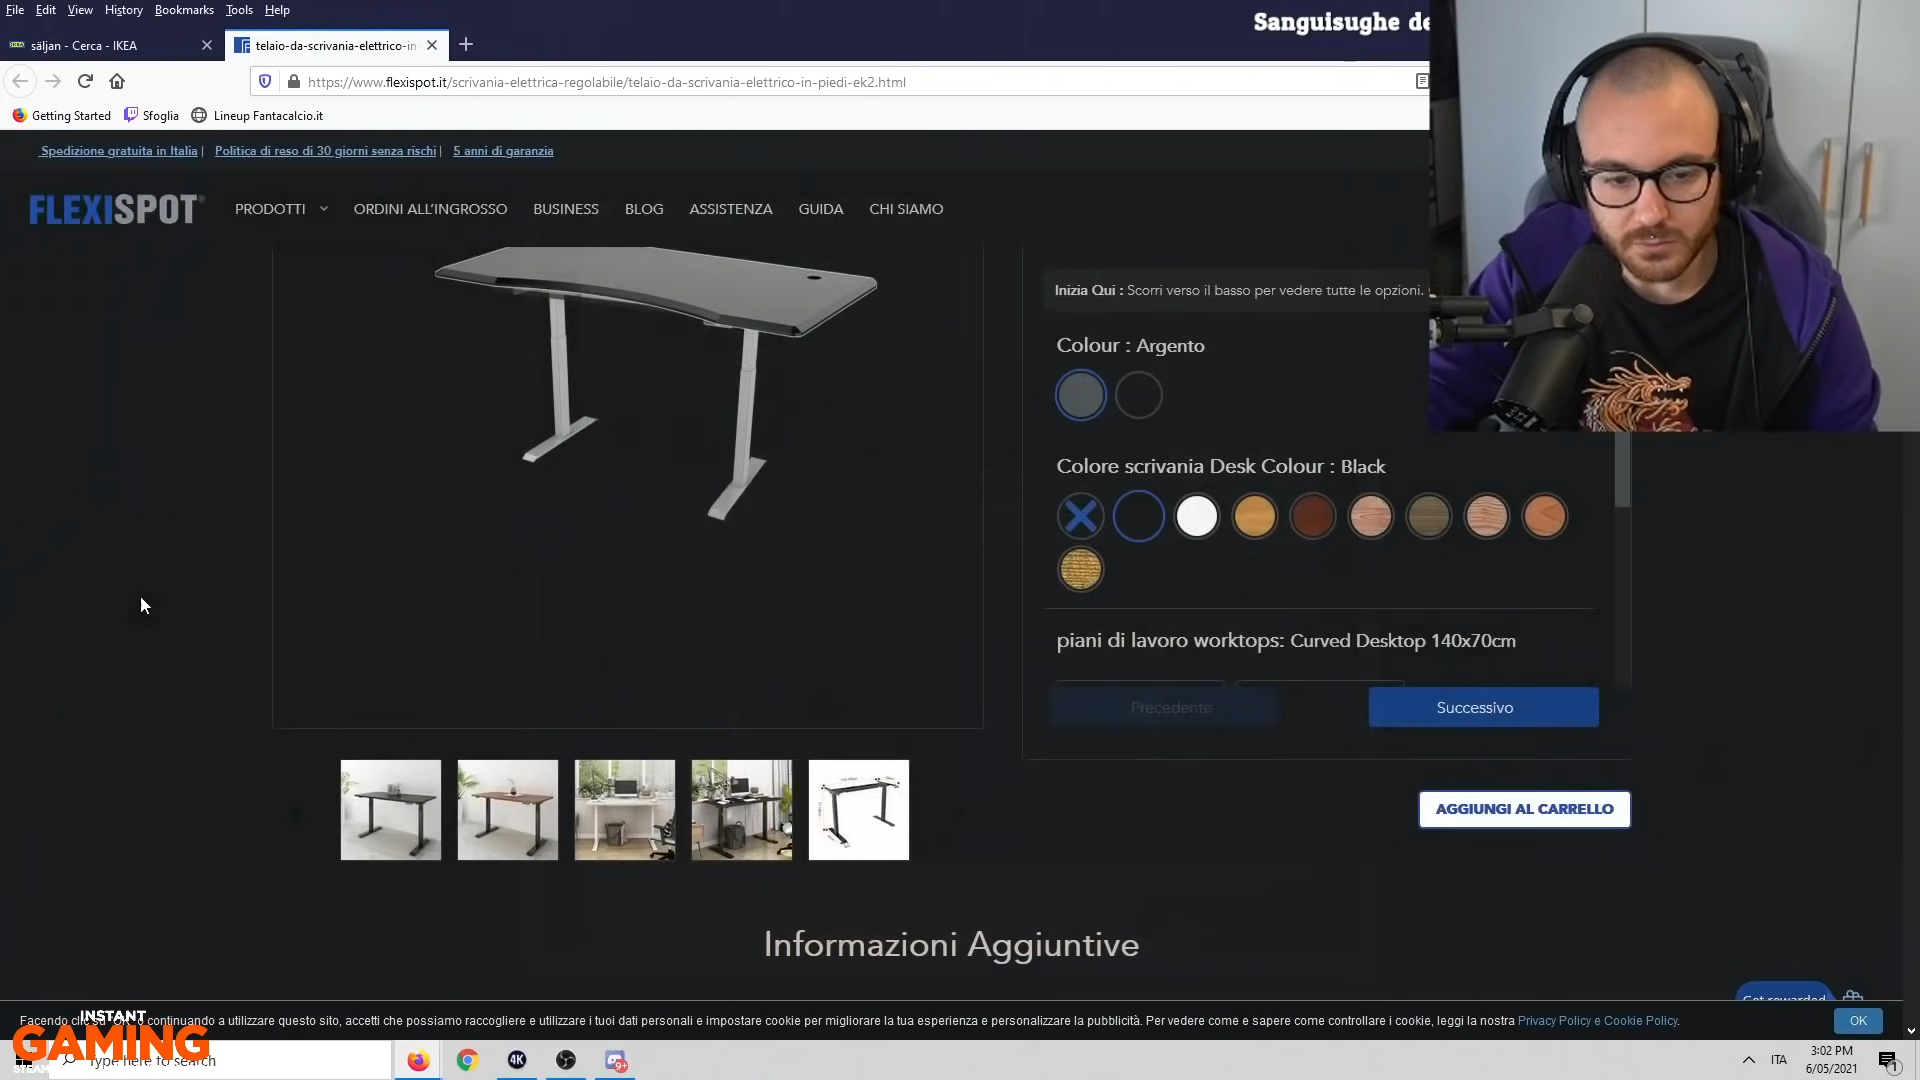 File Edit View History Bookmarks Tools Help
Sanguisughe de
säljan - Cerca - IKEA
telaio-da-scrivania-elettrico-in
https://www.flexispot.it/scrivania-elettrica-regolabile/telaio-da-scrivania-elettrico-in-piedi-ek2.html
Getting Started Sfoglia Lineup Fantacalcio.it
Spedizione gratuita in Italia | Politica di reso di 30 giorni senza rischi | 5 anni di garanzia
FLEXISPOT® PRODOTTI ORDINI ALL'INGROSSO BUSINESS BLOG ASSISTENZA GUIDA CHI SIAMO
Inizia Qui : Scorri verso il basso per vedere tutte le opzioni.
Colour : Argento
Colore scrivania Desk Colour : Black
piani di lavoro worktops: Curved Desktop 140x70cm
Precedente Successivo
AGGIUNGI AL CARRELLO
Informazioni Aggiuntive
Get rewarded
Facendo clic su "OK" o continuando a utilizzare questo sito, accetti che possiamo raccogliere e utilizzare i tuoi dati personali e impostare cookie per migliorare la tua esperienza e personalizzare la pubblicità. Per vedere come e sapere come controllare i cookie, leggi la nostra Privacy Policy e Cookie Policy.
OK
INSTANT
GAMING
Type here to search
4K
9+
ITA
3:02 PM
6/05/2021
1